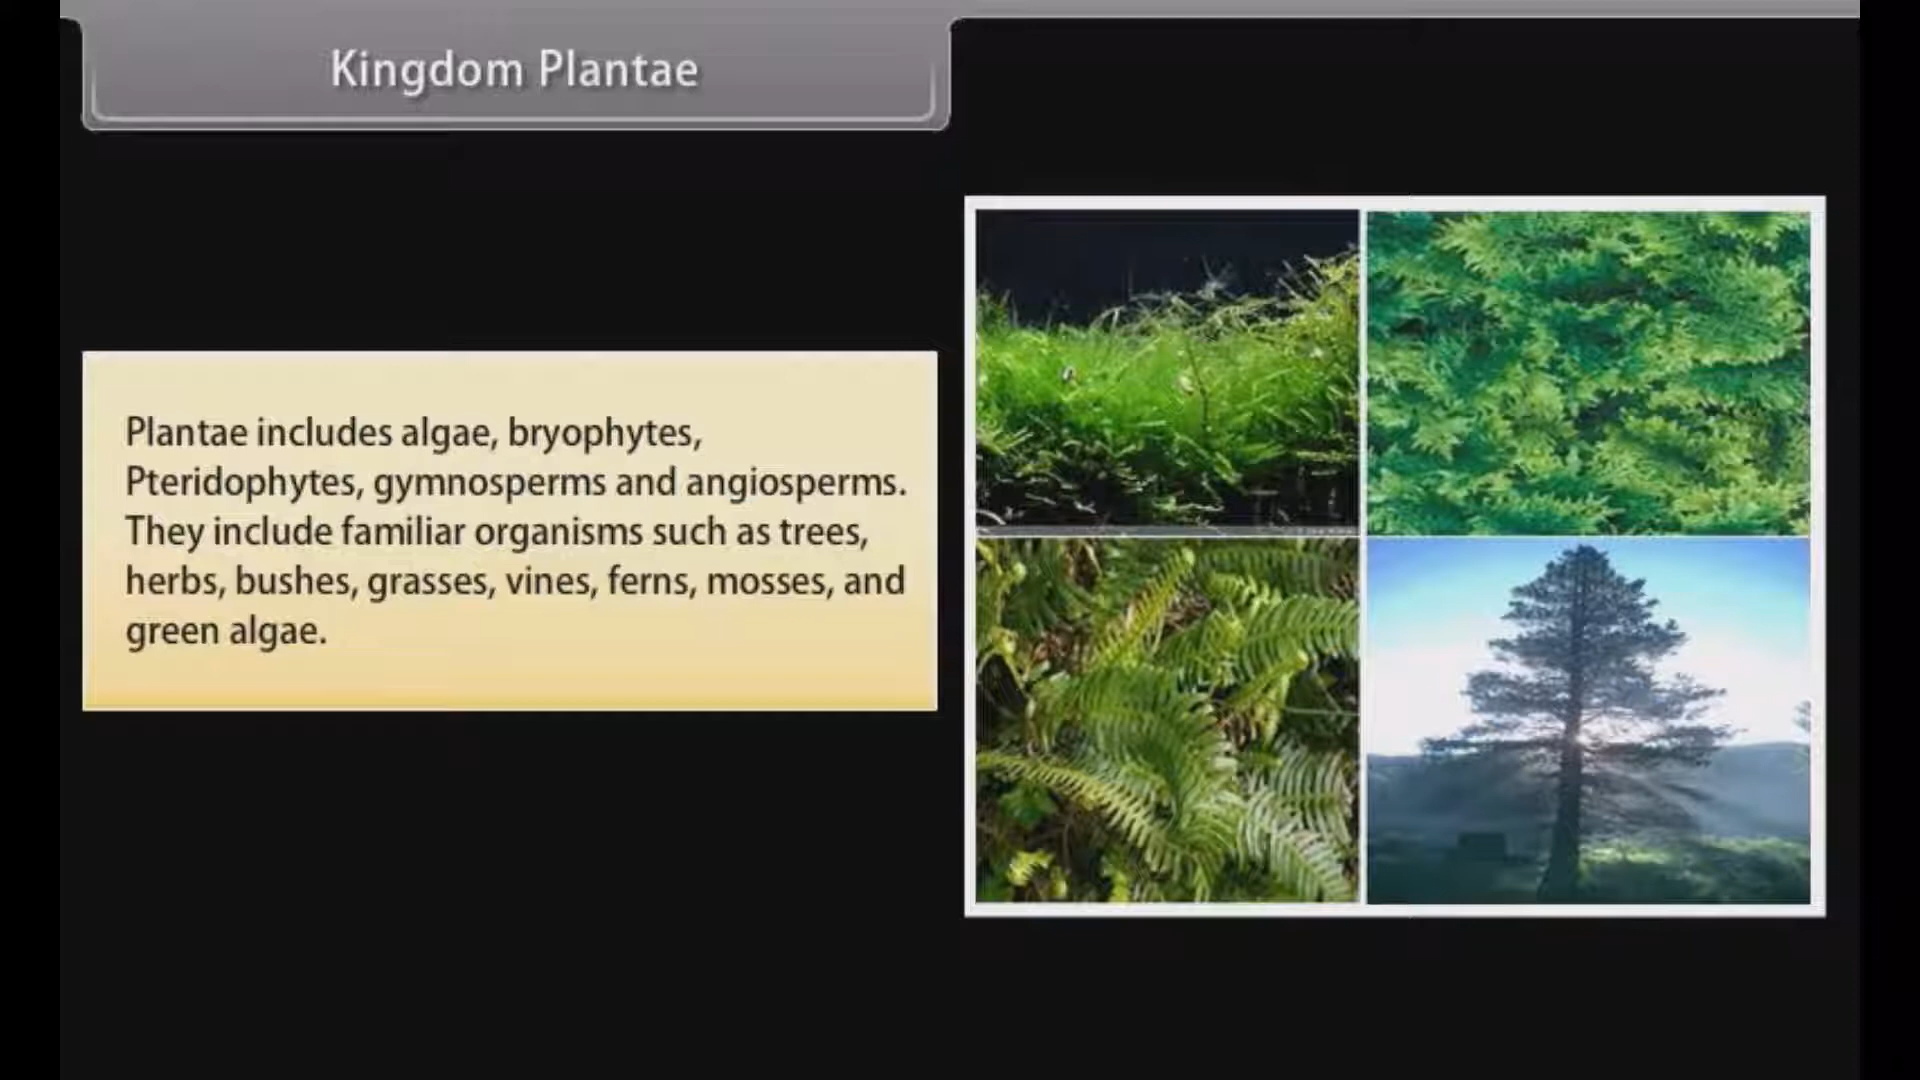 Kingdom Plantae
Plantae includes algae, bryophytes,
Pteridophytes, gymnosperms and angiosperms.
They include familiar organisms such as trees,
herbs, bushes, grasses, vines, ferns, mosses, and
green algae.